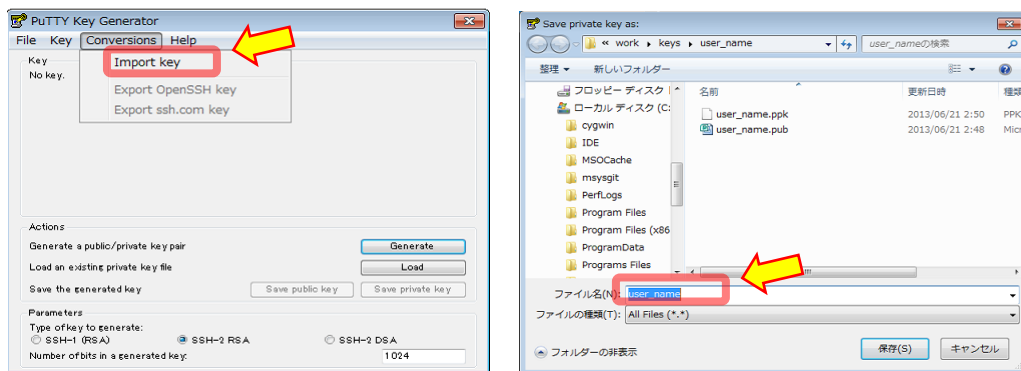 PuTTY Key Generator
File Key Conversions Help
Import key
Export OpenSSH key
Export ssh.com key
Key
No key.
Actions
Generate a public/private key pair
Generate
Load an existing private key file
Load
Save the generated key
Save public key
Save private key
Parameters
Type of key to generate:
SSH-1 (RSA)
SSH-2 RSA
SSH-2 DSA
Number of bits in a generated key:
1024
Save private key as:
« work ▸ keys ▸ user_name
user_nameの検索
整理
新しいフォルダー
フロッピー ディスク
ローカル ディスク (C:
cygwin
IDE
MSOCache
msysgit
PerfLogs
Program Files
Program Files (x86
ProgramData
Programs Files
名前
更新日時
種類
user_name.ppk
2013/06/21 2:50
PPK
user_name.pub
2013/06/21 2:48
Micr
ファイル名(N):
user_name
ファイルの種類(T):
All Files (*.*)
フォルダーの非表示
保存(S)
キャンセル